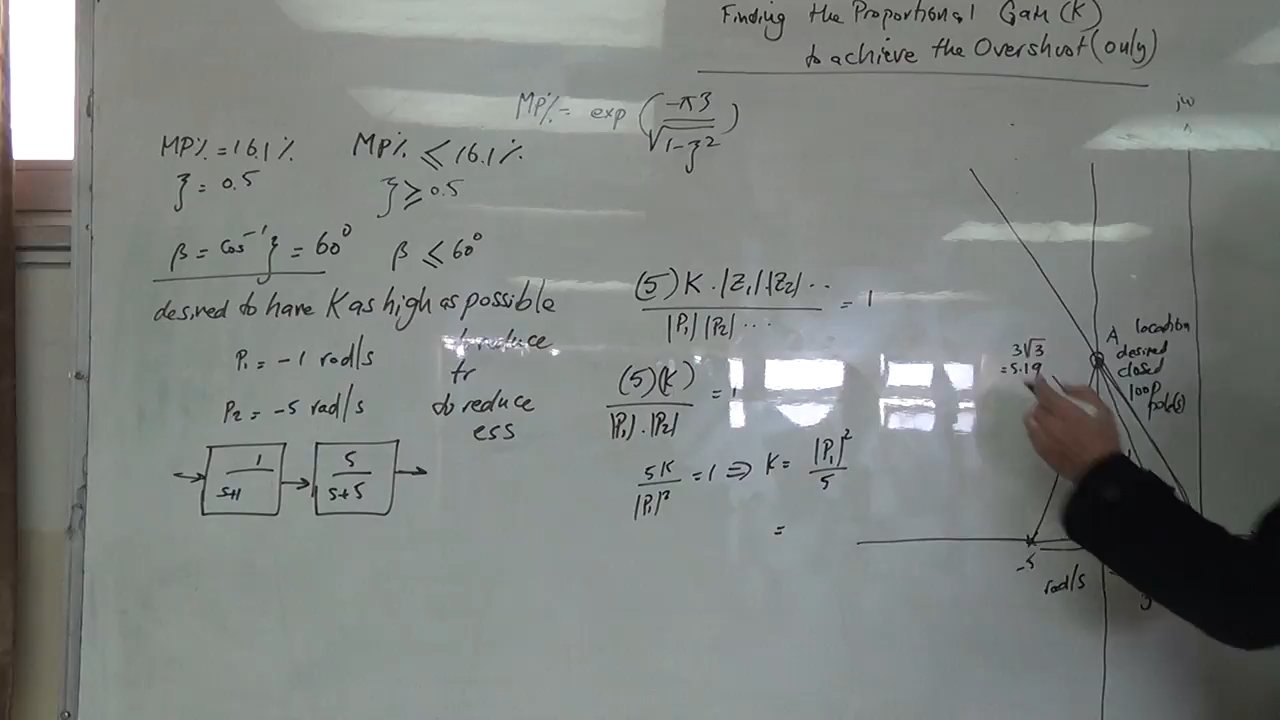 Finding the Proportional Gain (K)
to achieve the Overshoot (only)
MP% = exp (-πζ / √1-ζ²)
MP% = 16.1%
ζ = 0.5
MP% ≤ 16.1%
ζ ≥ 0.5
β = cos⁻¹ζ = 60°
β ≤ 60°
desired to have K as high as possible
to reduce
tr
to reduce
ess
P₁ = -1 rad/s
P₂ = -5 rad/s
1 / s+1
5 / s+5
(5)K.|Z₁|.|Z₂|.. / |P₁||P₂|... = 1
(5)(K) / |P₁|.|P₂| = 1
5K / |P₁|² = 1 ⇒ K = |P₁|² / 5
=
jω
A location
desired
closed
loop
pole(s)
3√3
= 5.19
-5
rad/s